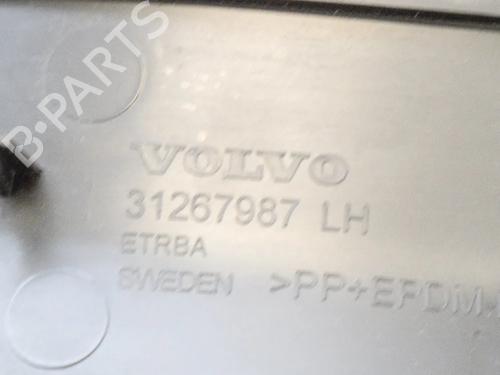 B-PARTS
VOLVO
31267987 LH
ETRBA
SWEDEN >PP+EPDM